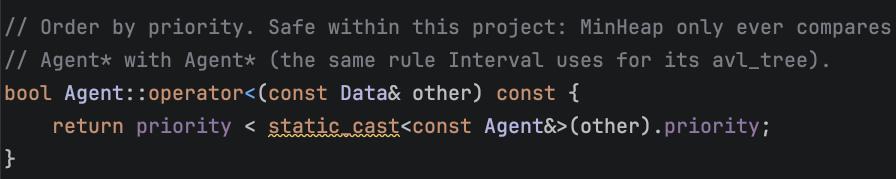 // Order by priority. Safe within this project: MinHeap only ever compares
// Agent* with Agent* (the same rule Interval uses for its avl_tree).
bool Agent::operator<(const Data& other) const {
    return priority < static_cast<const Agent&>(other).priority;
}